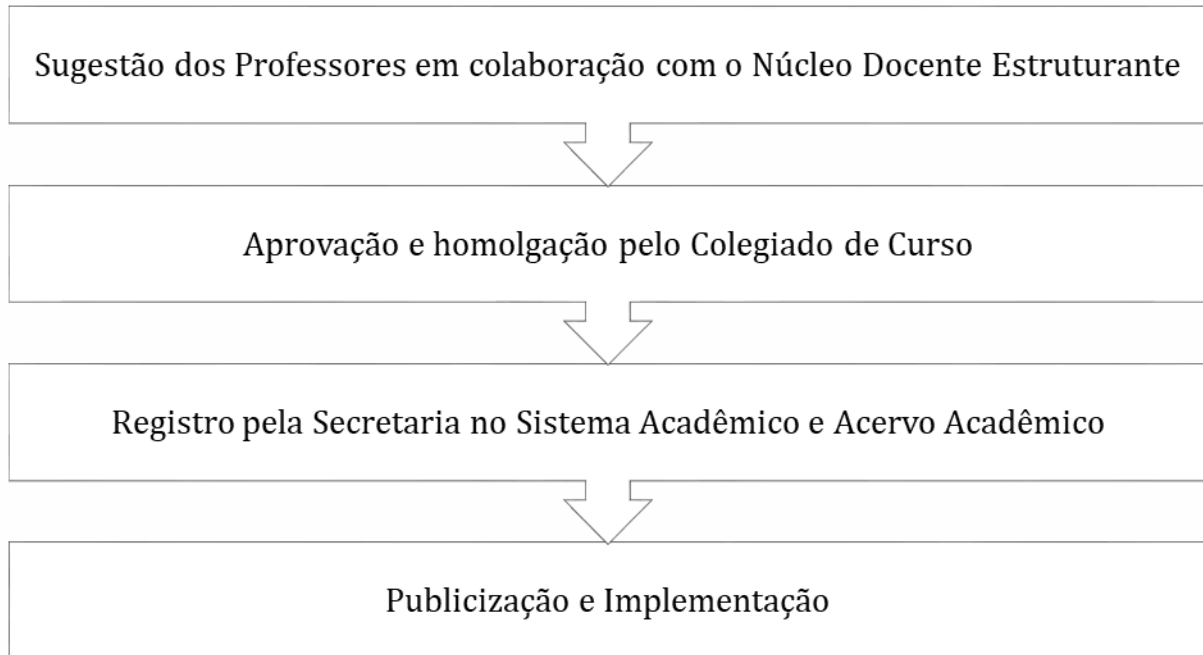 Sugestão dos Professores em colaboração com o Núcleo Docente Estruturante
Aprovação e homolgação pelo Colegiado de Curso
Registro pela Secretaria no Sistema Acadêmico e Acervo Acadêmico
Publicização e Implementação